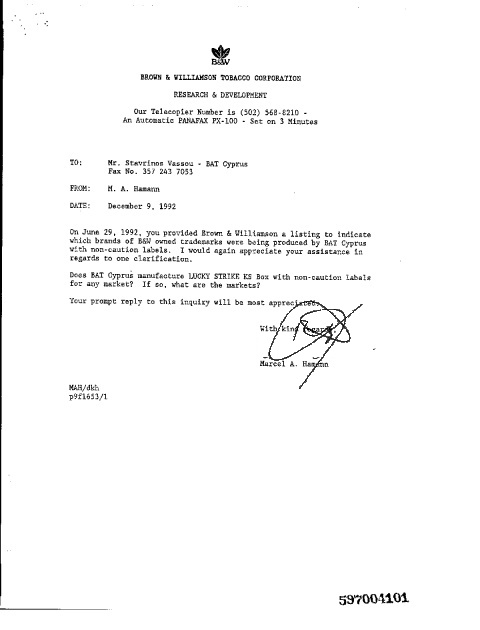 B&W
BROWN & WILLIAMSON TOBACCO CORPORATION
RESEARCH & DEVELOPMENT
Our Telecopier Number is (502) 568-8210 -
An Automatic PANAFAX PX-100 - Set on 3 Minutes
TO: Mr. Stavrinos Vassou - BAT Cyprus
Fax No. 357 243 7053
FROM: M. A. Hamann
DATE: December 9, 1992
On June 29, 1992, you provided Brown & Williamson a listing to indicate
which brands of B&W owned trademarks were being produced by BAT Cyprus
with non-caution labels. I would again appreciate your assistance in
regards to one clarification.
Does BAT Cyprus manufacture LUCKY STRIKE KS Box with non-caution labels
for any market? If so, what are the markets?
Your prompt reply to this inquiry will be most appreciated.
With kind regards,
Marcel A. Hamann
MAH/dkh
p9f1653/1
597004101